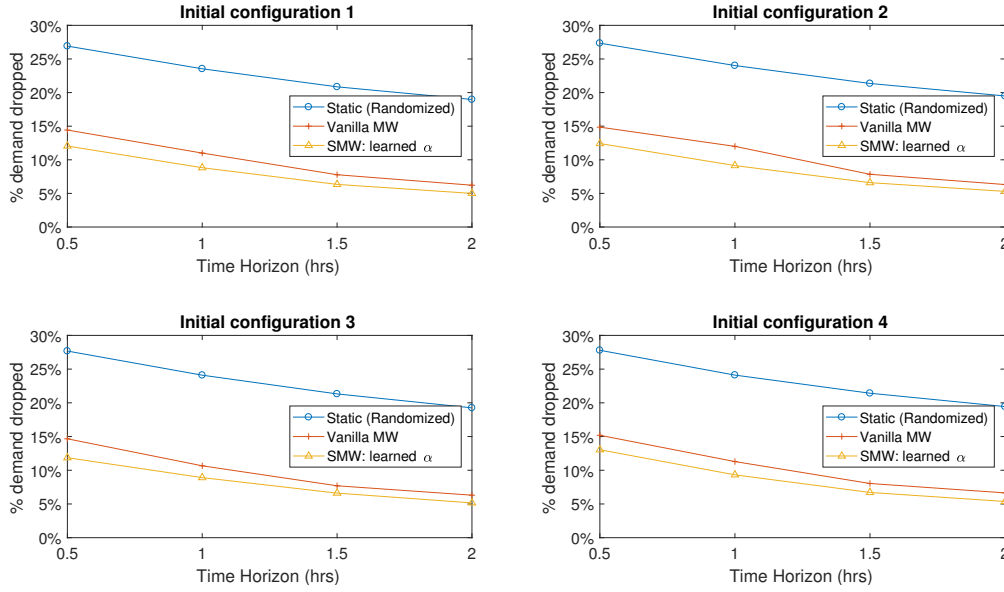 Initial configuration 1
30%
25%
20%
15%
10%
5%
0%
% demand dropped
Static (Randomized)
Vanilla MW
SMW: learned α
0.5 1 1.5 2
Time Horizon (hrs)
Initial configuration 2
30%
25%
20%
15%
10%
5%
0%
% demand dropped
Static (Randomized)
Vanilla MW
SMW: learned α
0.5 1 1.5 2
Time Horizon (hrs)
Initial configuration 3
30%
25%
20%
15%
10%
5%
0%
% demand dropped
Static (Randomized)
Vanilla MW
SMW: learned α
0.5 1 1.5 2
Time Horizon (hrs)
Initial configuration 4
30%
25%
20%
15%
10%
5%
0%
% demand dropped
Static (Randomized)
Vanilla MW
SMW: learned α
0.5 1 1.5 2
Time Horizon (hrs)